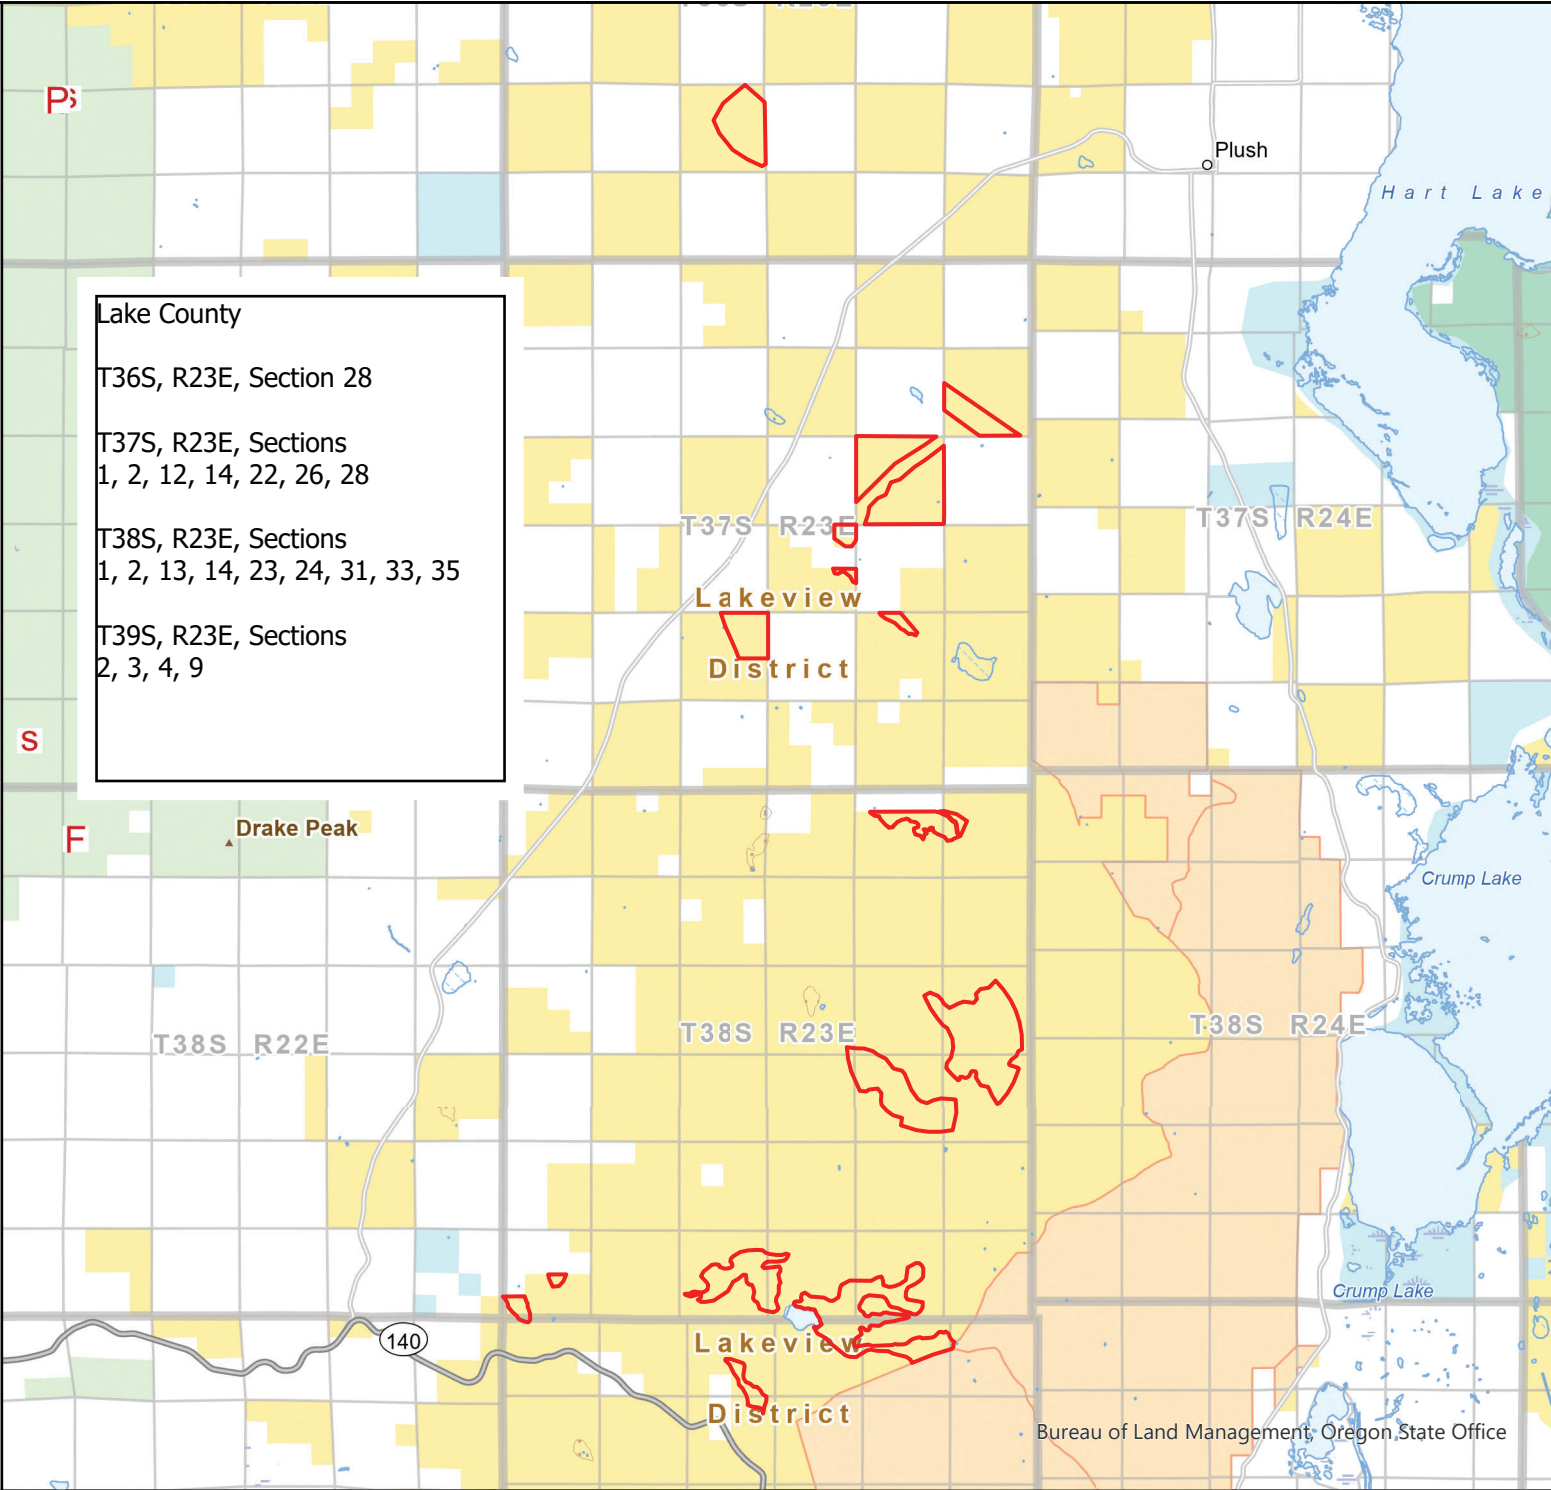 Plush
Hart Lake
Lake County
T36S, R23E, Section 28
T37S, R23E, Sections
1, 2, 12, 14, 22, 26, 28
T38S, R23E, Sections
1, 2, 13, 14, 23, 24, 31, 33, 35
T39S, R23E, Sections
2, 3, 4, 9
T37S R23E
T37S R24E
Lakeview
District
S
F
Drake Peak
Crump Lake
T38S R22E
T38S R23E
T38S R24E
Crump Lake
140
Lakeview
District
Bureau of Land Management, Oregon State Office